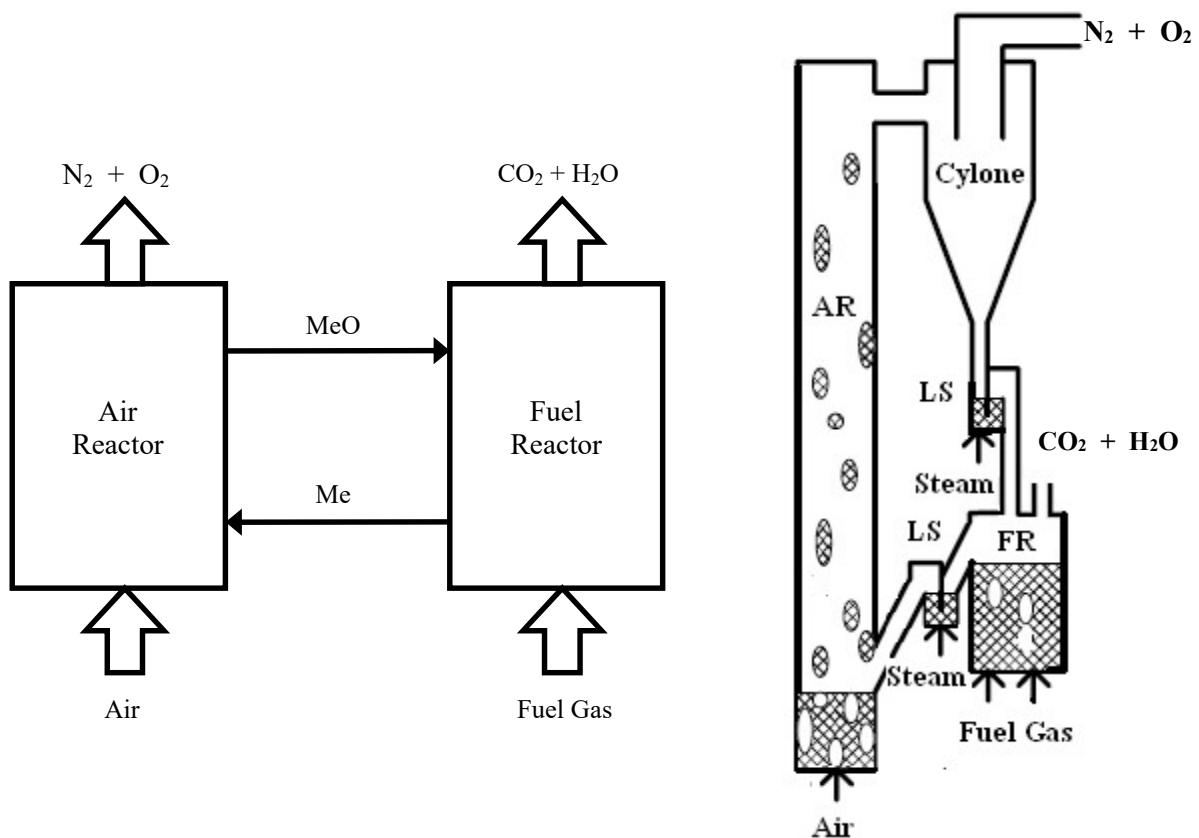 N₂ + O₂
CO₂ + H₂O
MeO
Air
Reactor
Fuel
Reactor
Me
Air
Fuel Gas
N₂ + O₂
Cylone
AR
LS
CO₂ + H₂O
Steam
LS
FR
Steam
Fuel Gas
Air